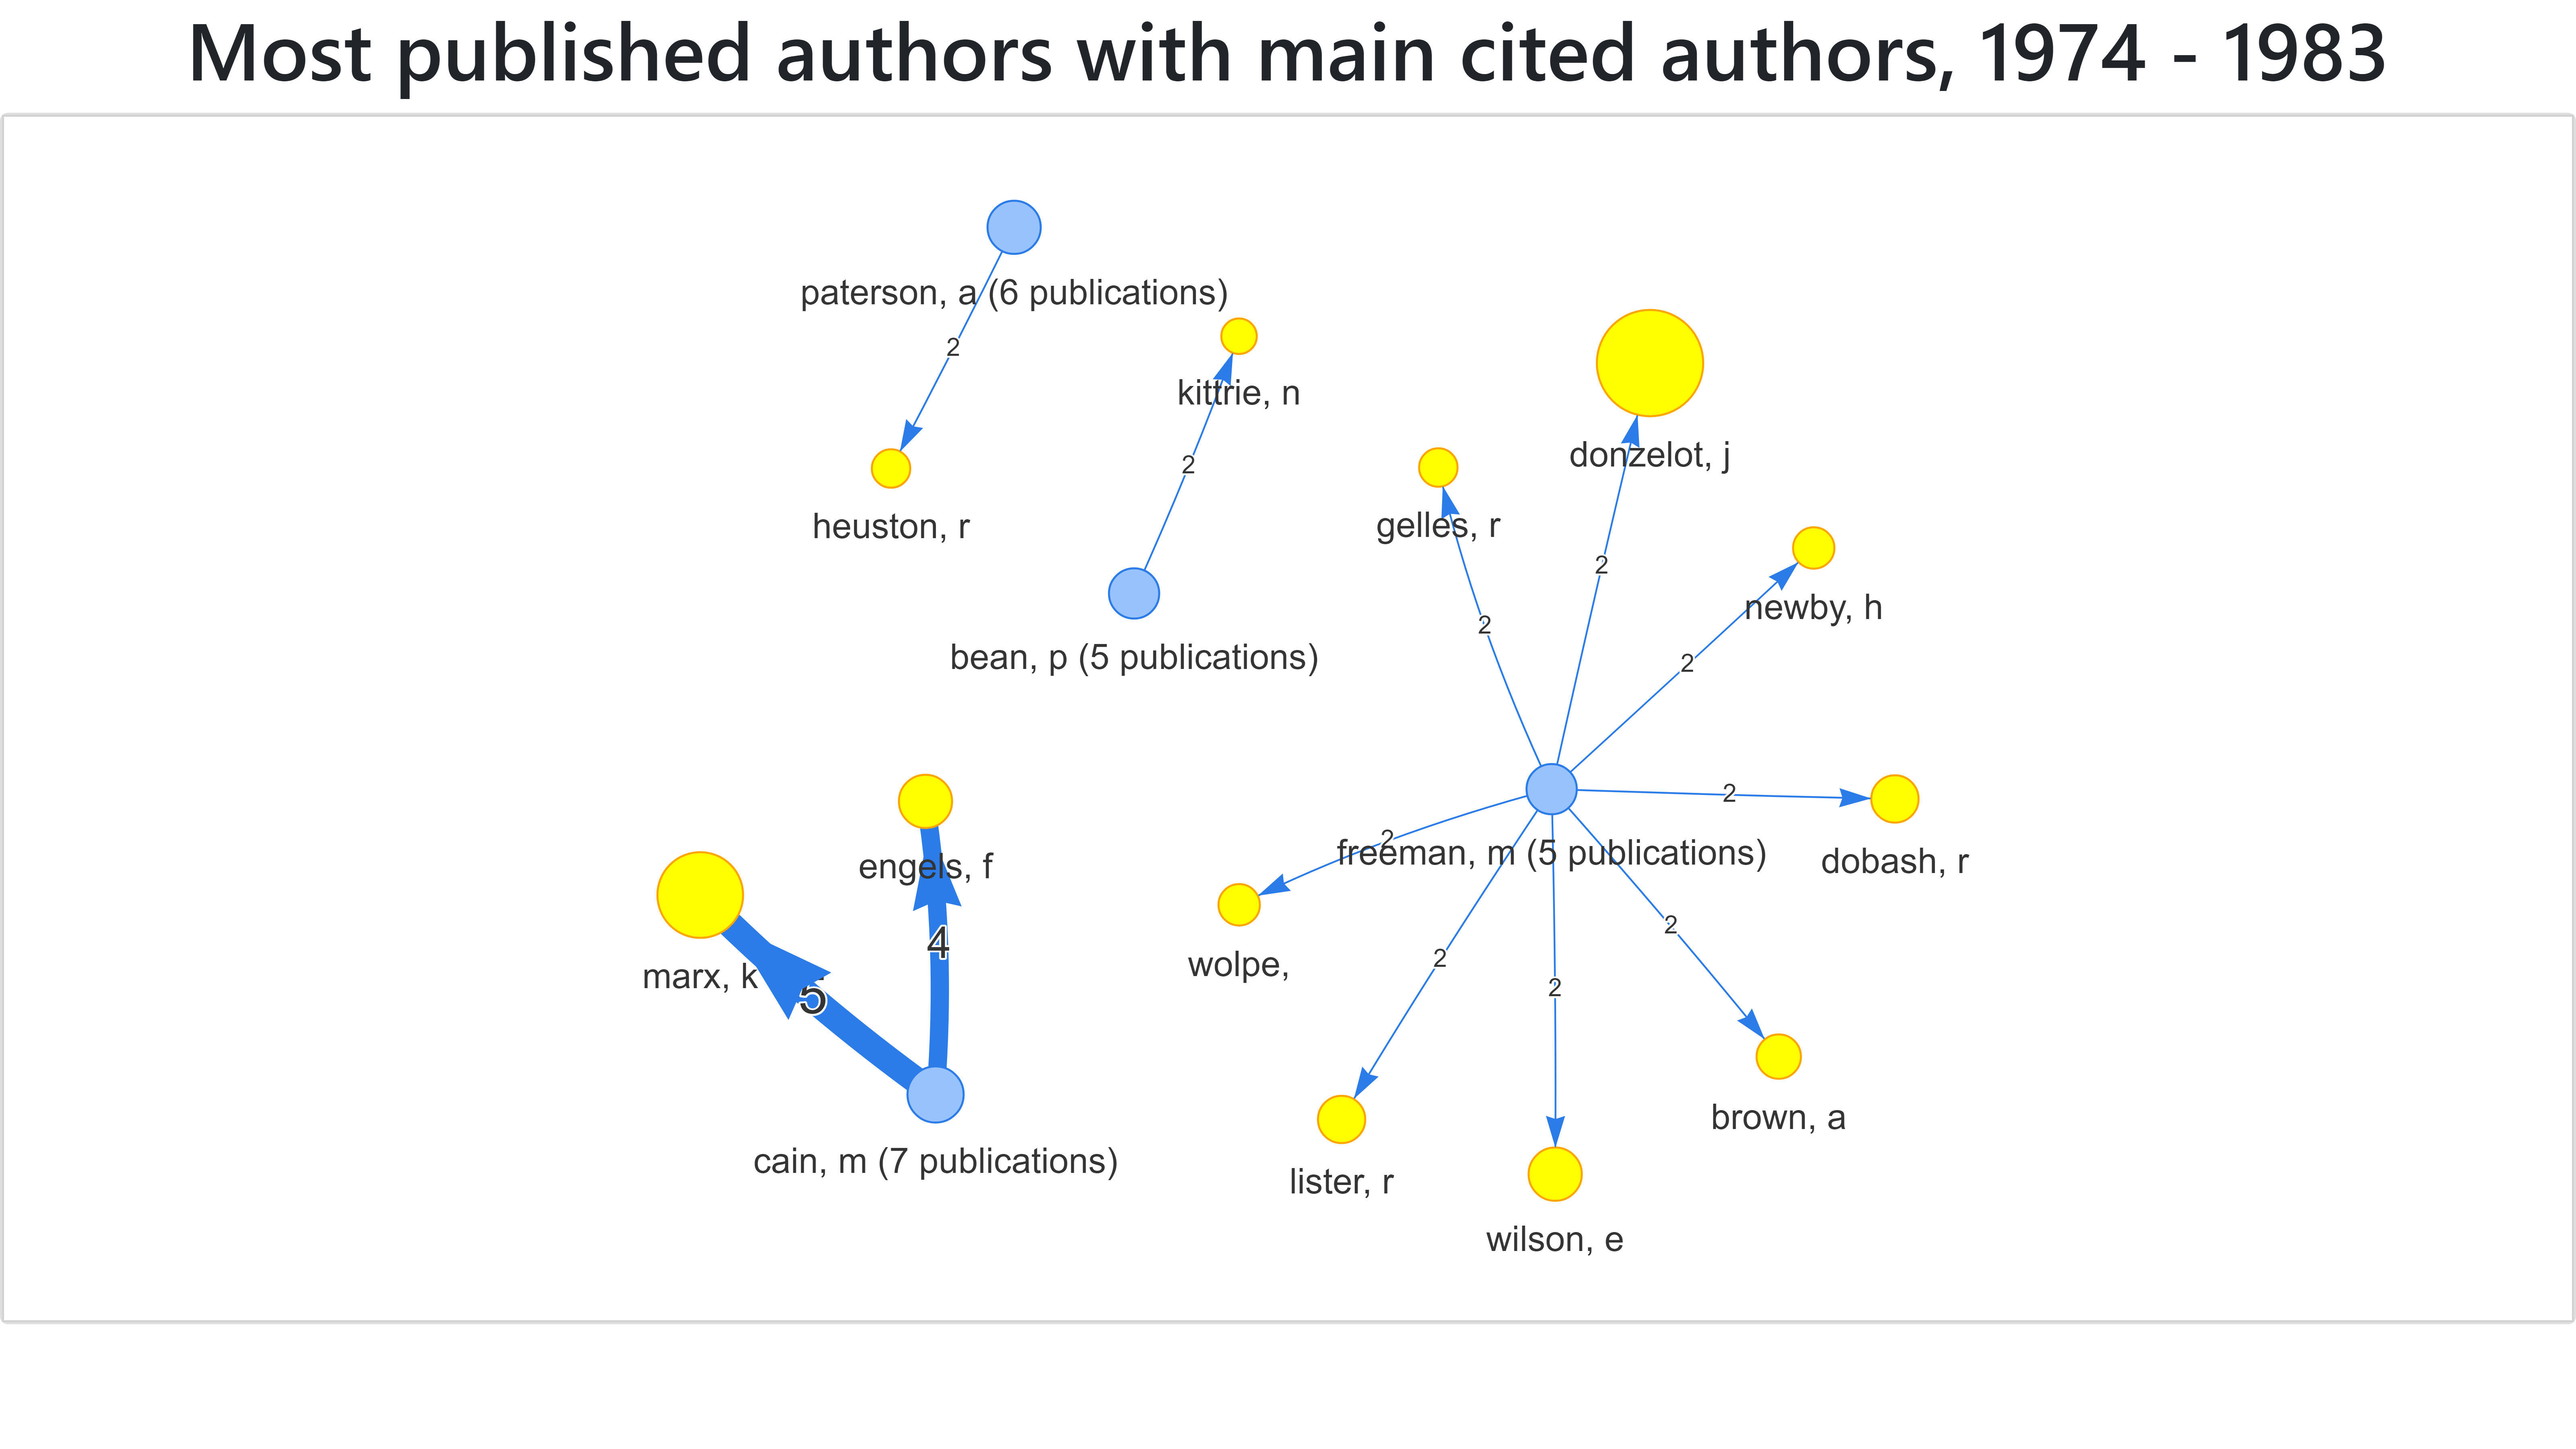 Most published authors with main cited authors, 1974 - 1983
paterson, a (6 publications)
2
kittrie, n
2
heuston, r
donzelot, j
gelles, r
2
newby, h
2
bean, p (5 publications)
2
2
2
engels, f
2
freeman, m (5 publications)
dobash, r
4
2
marx, k
5
wolpe,
2
2
brown, a
cain, m (7 publications)
lister, r
wilson, e